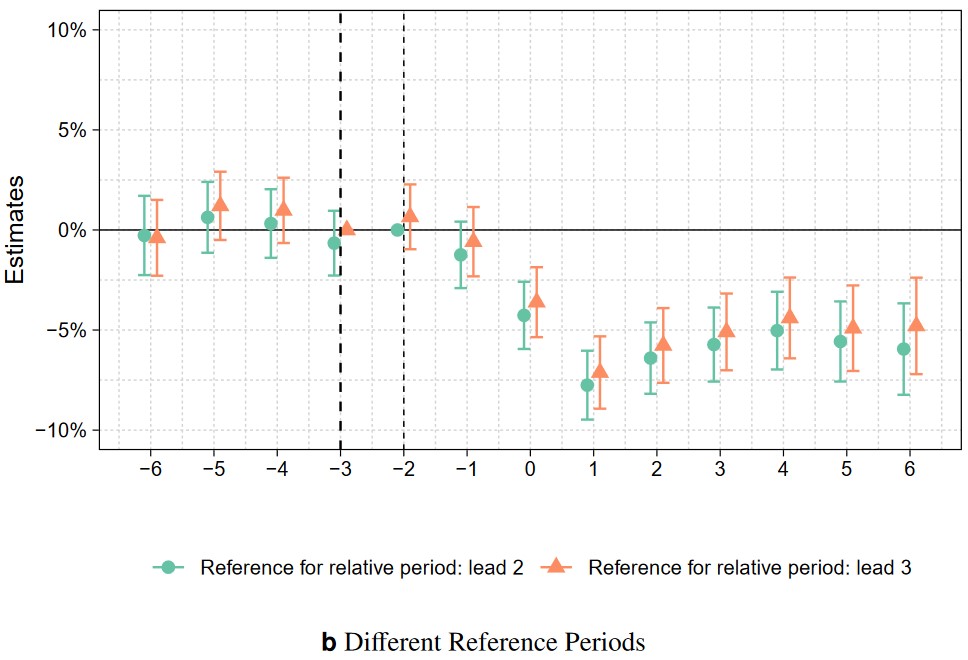 10%
5%
0%
−5%
−10%
Estimates
−6 −5 −4 −3 −2 −1 0 1 2 3 4 5 6
Reference for relative period: lead 2 Reference for relative period: lead 3
b Different Reference Periods